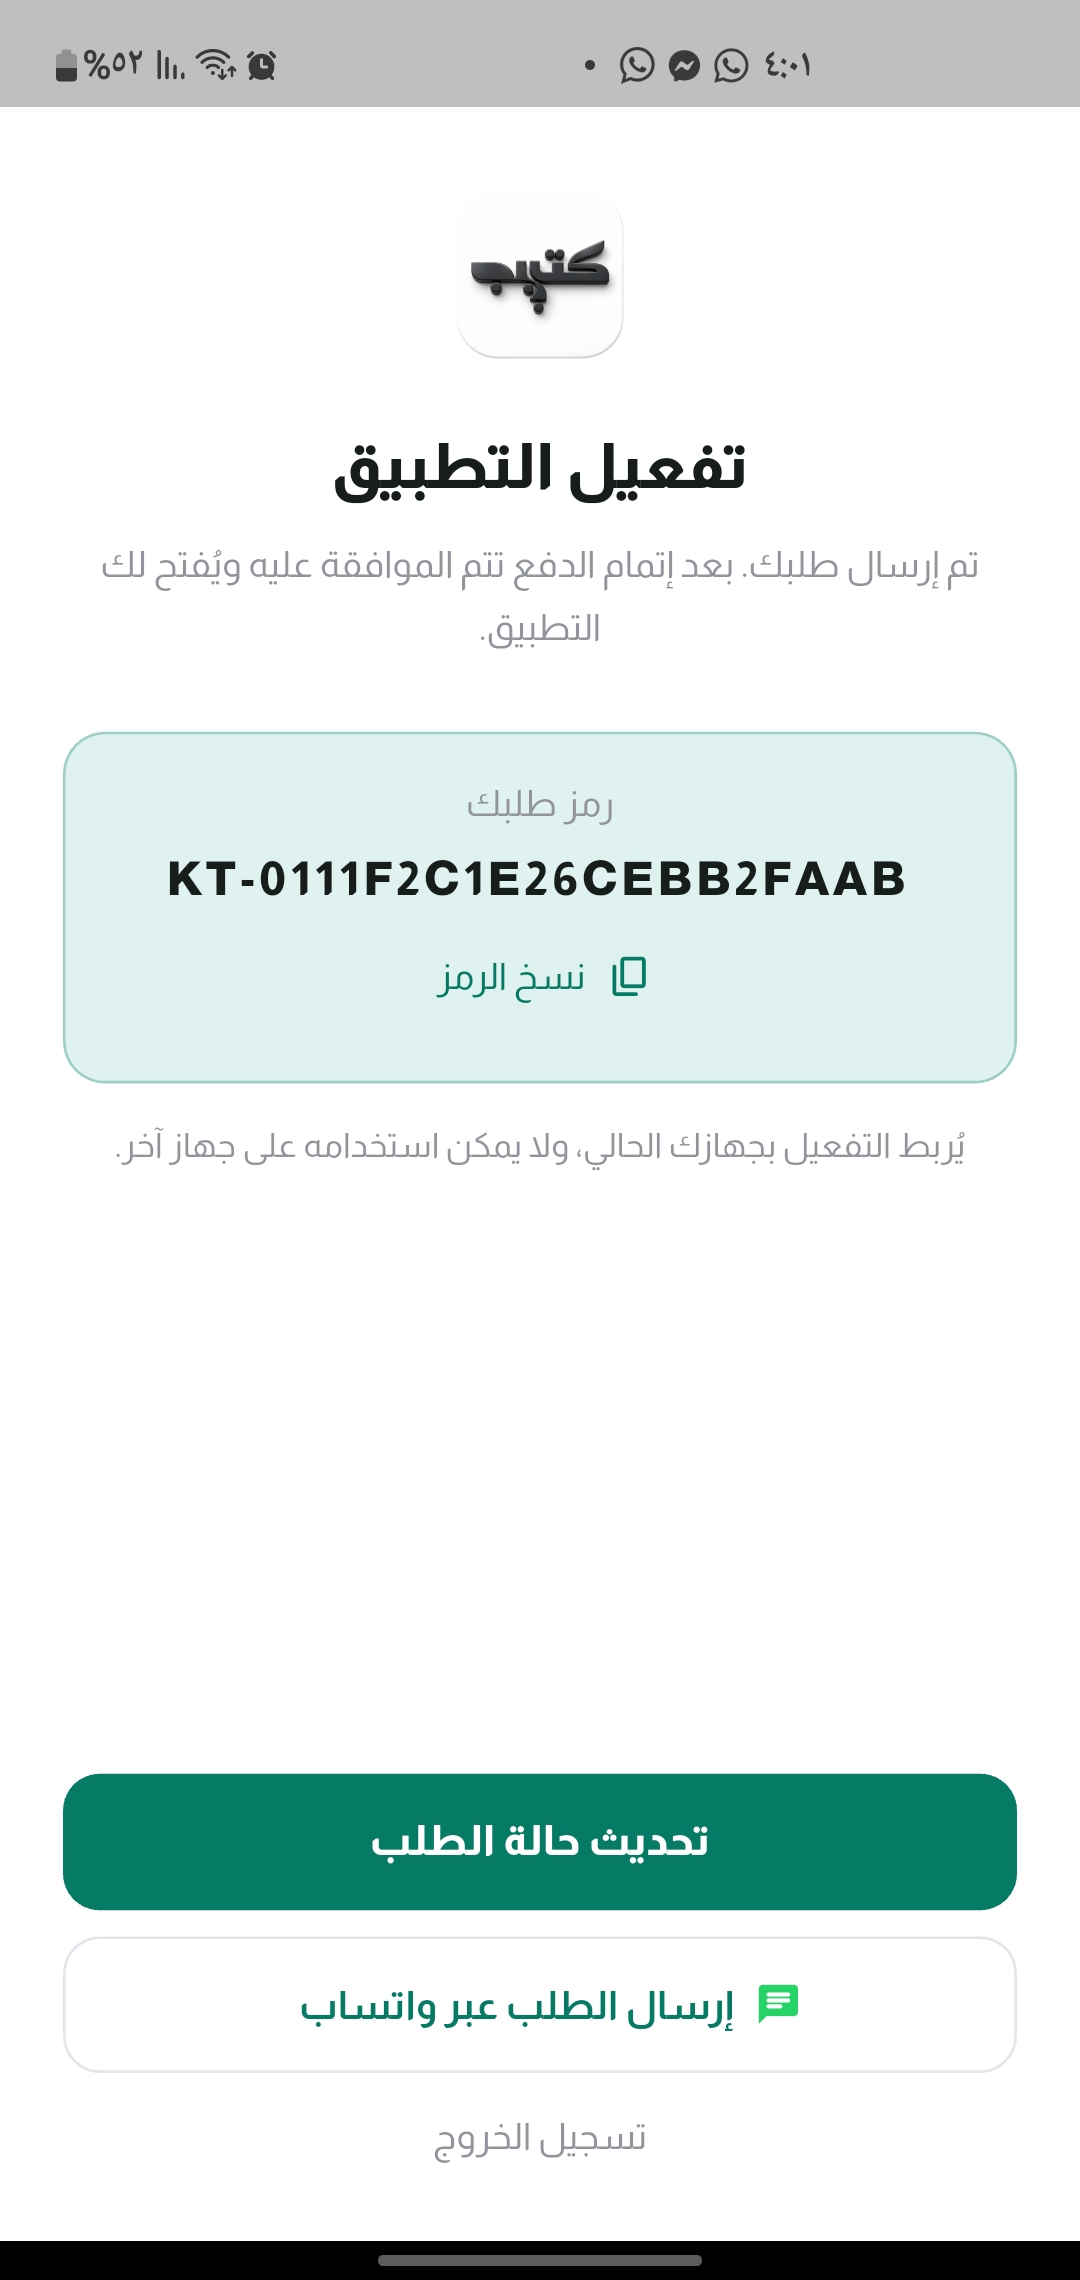 ٤:٠١
%٥٢
كتيب
تفعيل التطبيق
تم إرسال طلبك. بعد إتمام الدفع تتم الموافقة عليه ويُفتح لك
التطبيق.
رمز طلبك
KT-0111F2C1E26CEBB2FAAB
نسخ الرمز
يُربط التفعيل بجهازك الحالي، ولا يمكن استخدامه على جهاز آخر.
تحديث حالة الطلب
إرسال الطلب عبر واتساب
تسجيل الخروج